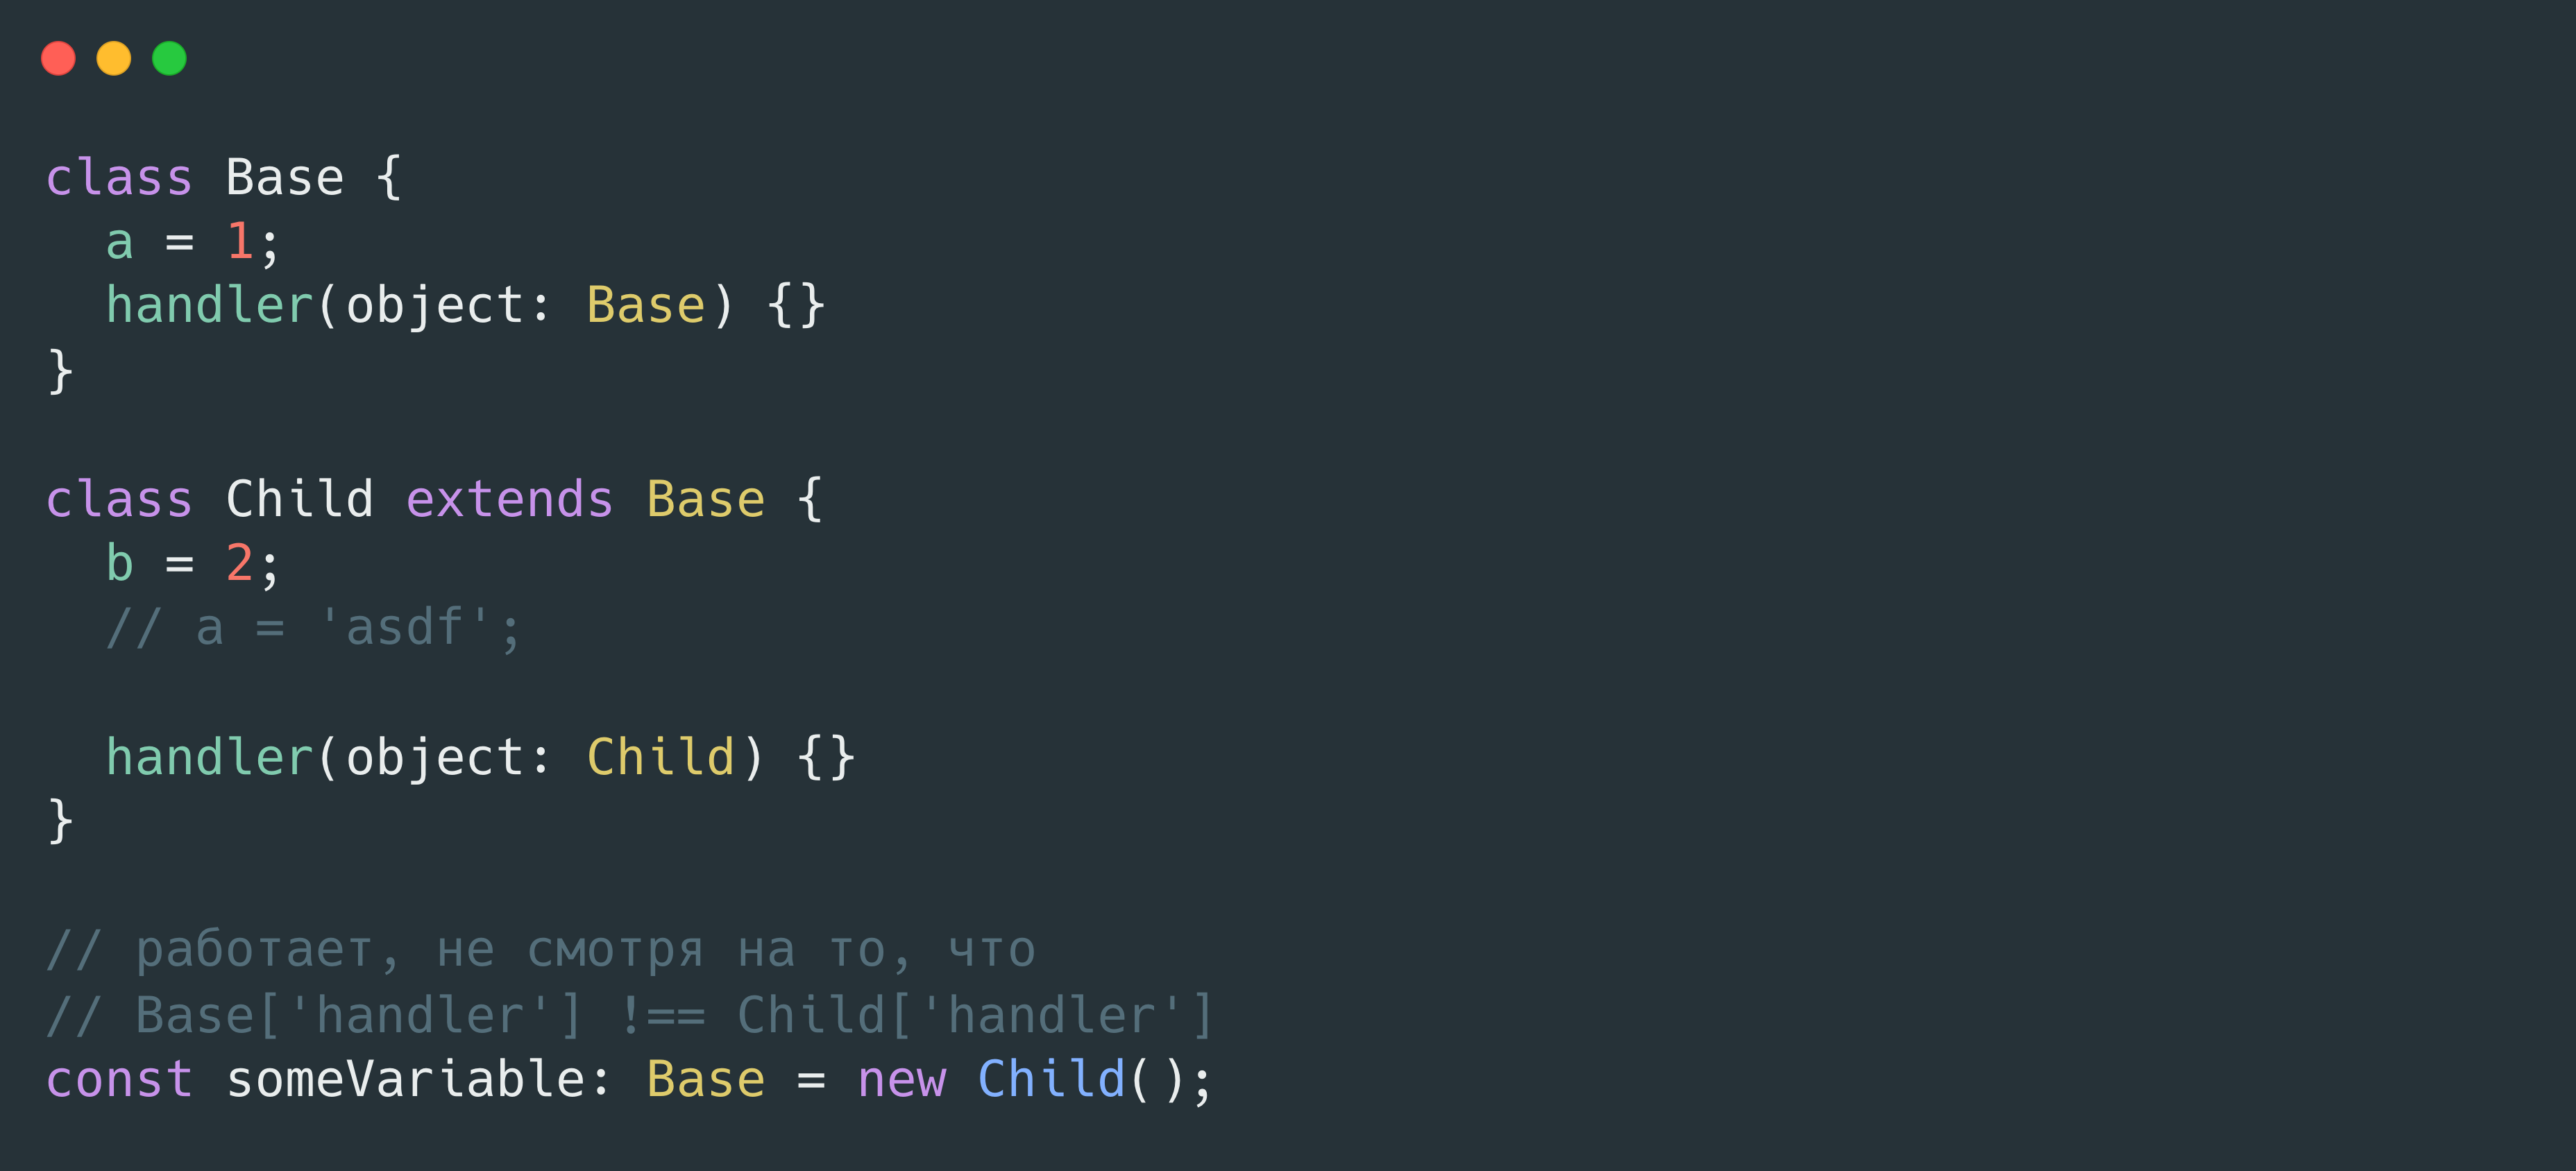 class Base {
  a = 1;
  handler(object: Base) {}
}

class Child extends Base {
  b = 2;
  // a = 'asdf';

  handler(object: Child) {}
}

// работает, не смотря на то, что
// Base['handler'] !== Child['handler']
const someVariable: Base = new Child();